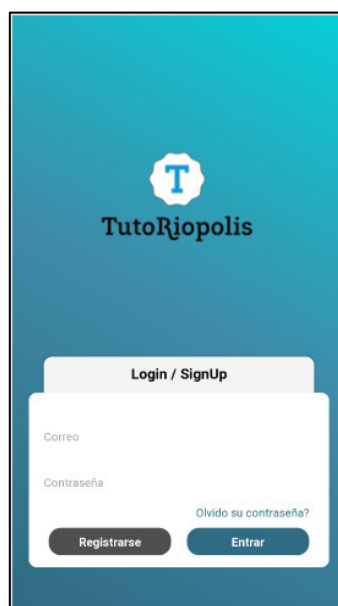 T
TutoRiopolis
Login / SignUp
Correo
Contraseña
Olvido su contraseña?
Registrarse
Entrar